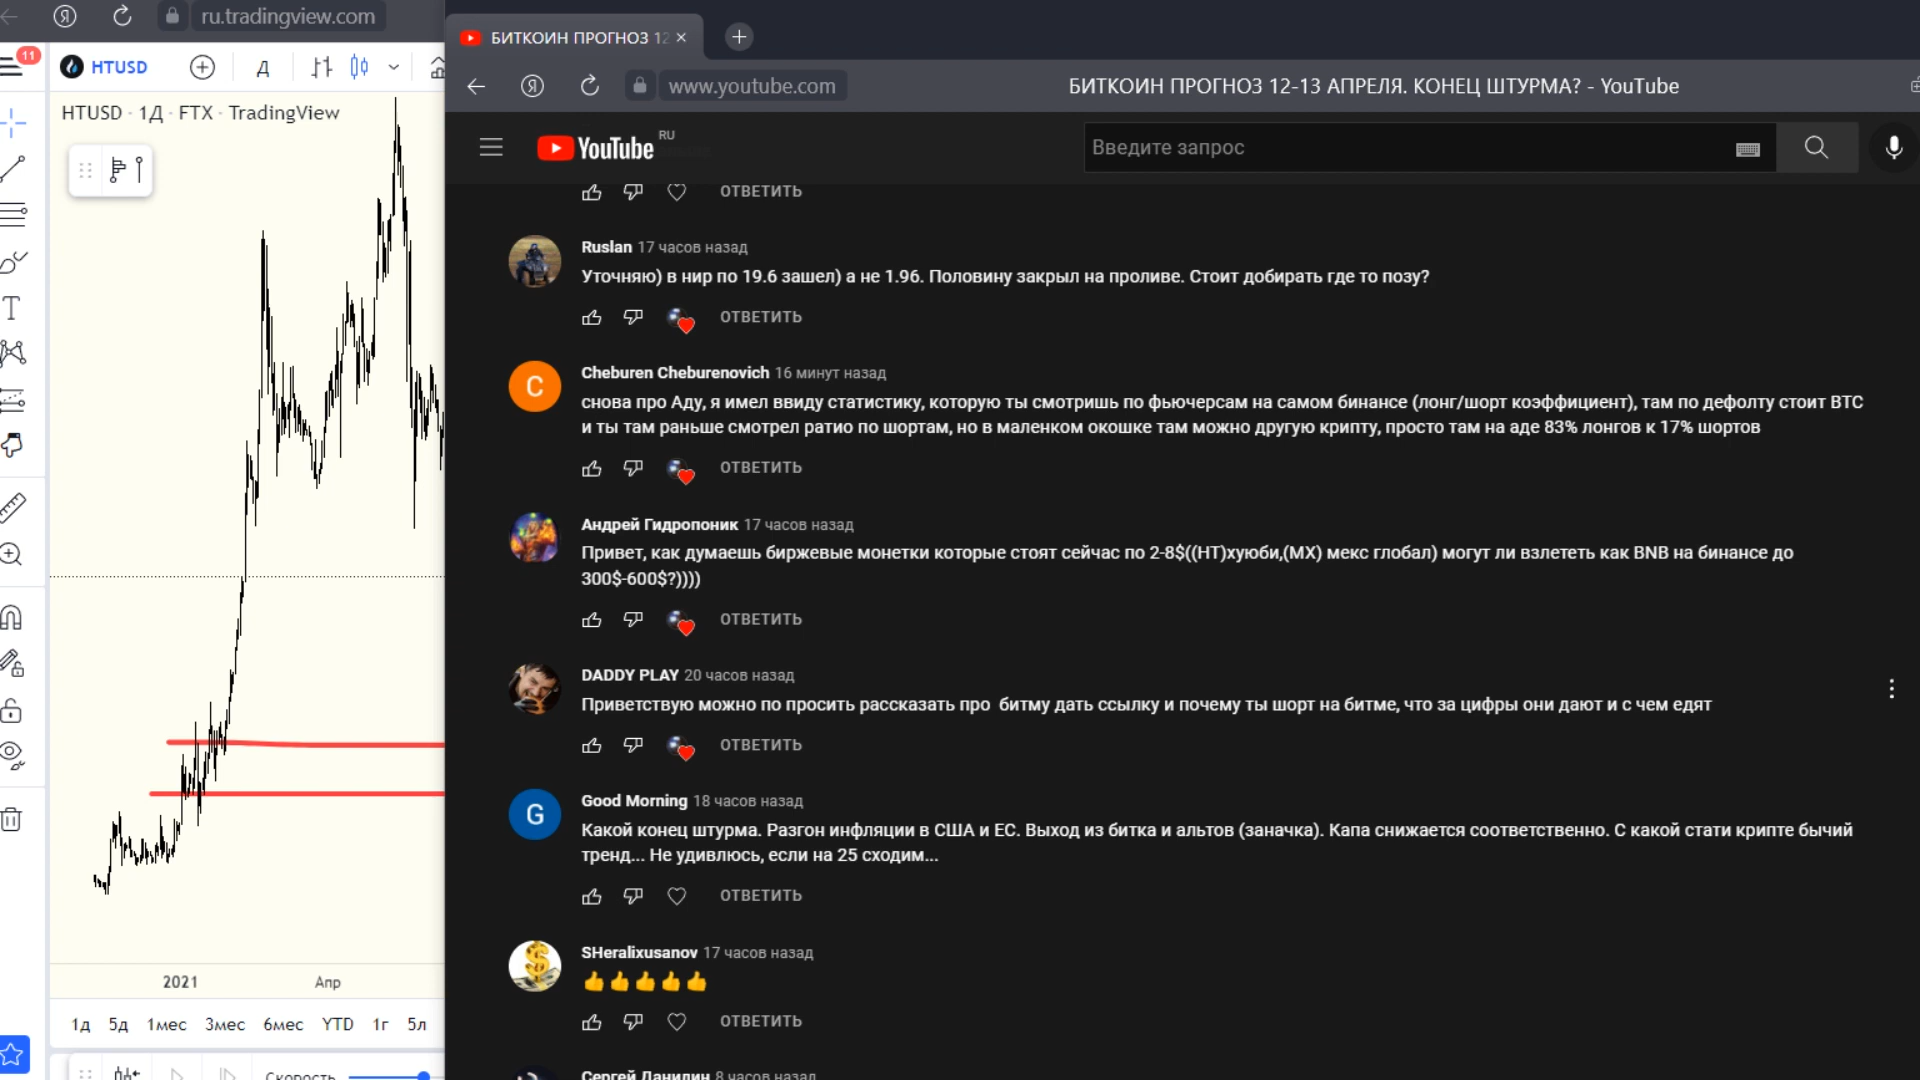 ru.tradingview.com
11
HTUSD
Д
HTUSD · 1Д · FTX · TradingView
2021
Апр
1д 5д 1мес 3мес 6мес YTD 1г 5л
Скорость
БИТКОИН ПРОГНОЗ 12
www.youtube.com
БИТКОИН ПРОГНОЗ 12-13 АПРЕЛЯ. КОНЕЦ ШТУРМА? - YouTube
YouTube RU
Введите запрос
ОТВЕТИТЬ
Ruslan 17 часов назад
Уточняю) в нир по 19.6 зашел) а не 1.96. Половину закрыл на проливе. Стоит добирать где то позу?
ОТВЕТИТЬ
C
Cheburen Cheburenovich 16 минут назад
снова про Аду, я имел ввиду статистику, которую ты смотришь по фьючерсам на самом бинансе (лонг/шорт коэффициент), там по дефолту стоит BTC
и ты там раньше смотрел ратио по шортам, но в маленком окошке там можно другую крипту, просто там на аде 83% лонгов к 17% шортов
ОТВЕТИТЬ
Андрей Гидропоник 17 часов назад
Привет, как думаешь биржевые монетки которые стоят сейчас по 2-8$((HT)хуюби,(MX) мекс глобал) могут ли взлететь как BNB на бинансе до
300$-600$?))))
ОТВЕТИТЬ
DADDY PLAY 20 часов назад
Приветствую можно по просить рассказать про битму дать ссылку и почему ты шорт на битме, что за цифры они дают и с чем едят
ОТВЕТИТЬ
G
Good Morning 18 часов назад
Какой конец штурма. Разгон инфляции в США и ЕС. Выход из битка и альтов (заначка). Капа снижается соответственно. С какой стати крипте бычий
тренд... Не удивлюсь, если на 25 сходим...
ОТВЕТИТЬ
SHeralixusanov 17 часов назад
👍👍👍👍👍
ОТВЕТИТЬ
Сергей Данилин 8 часов назад